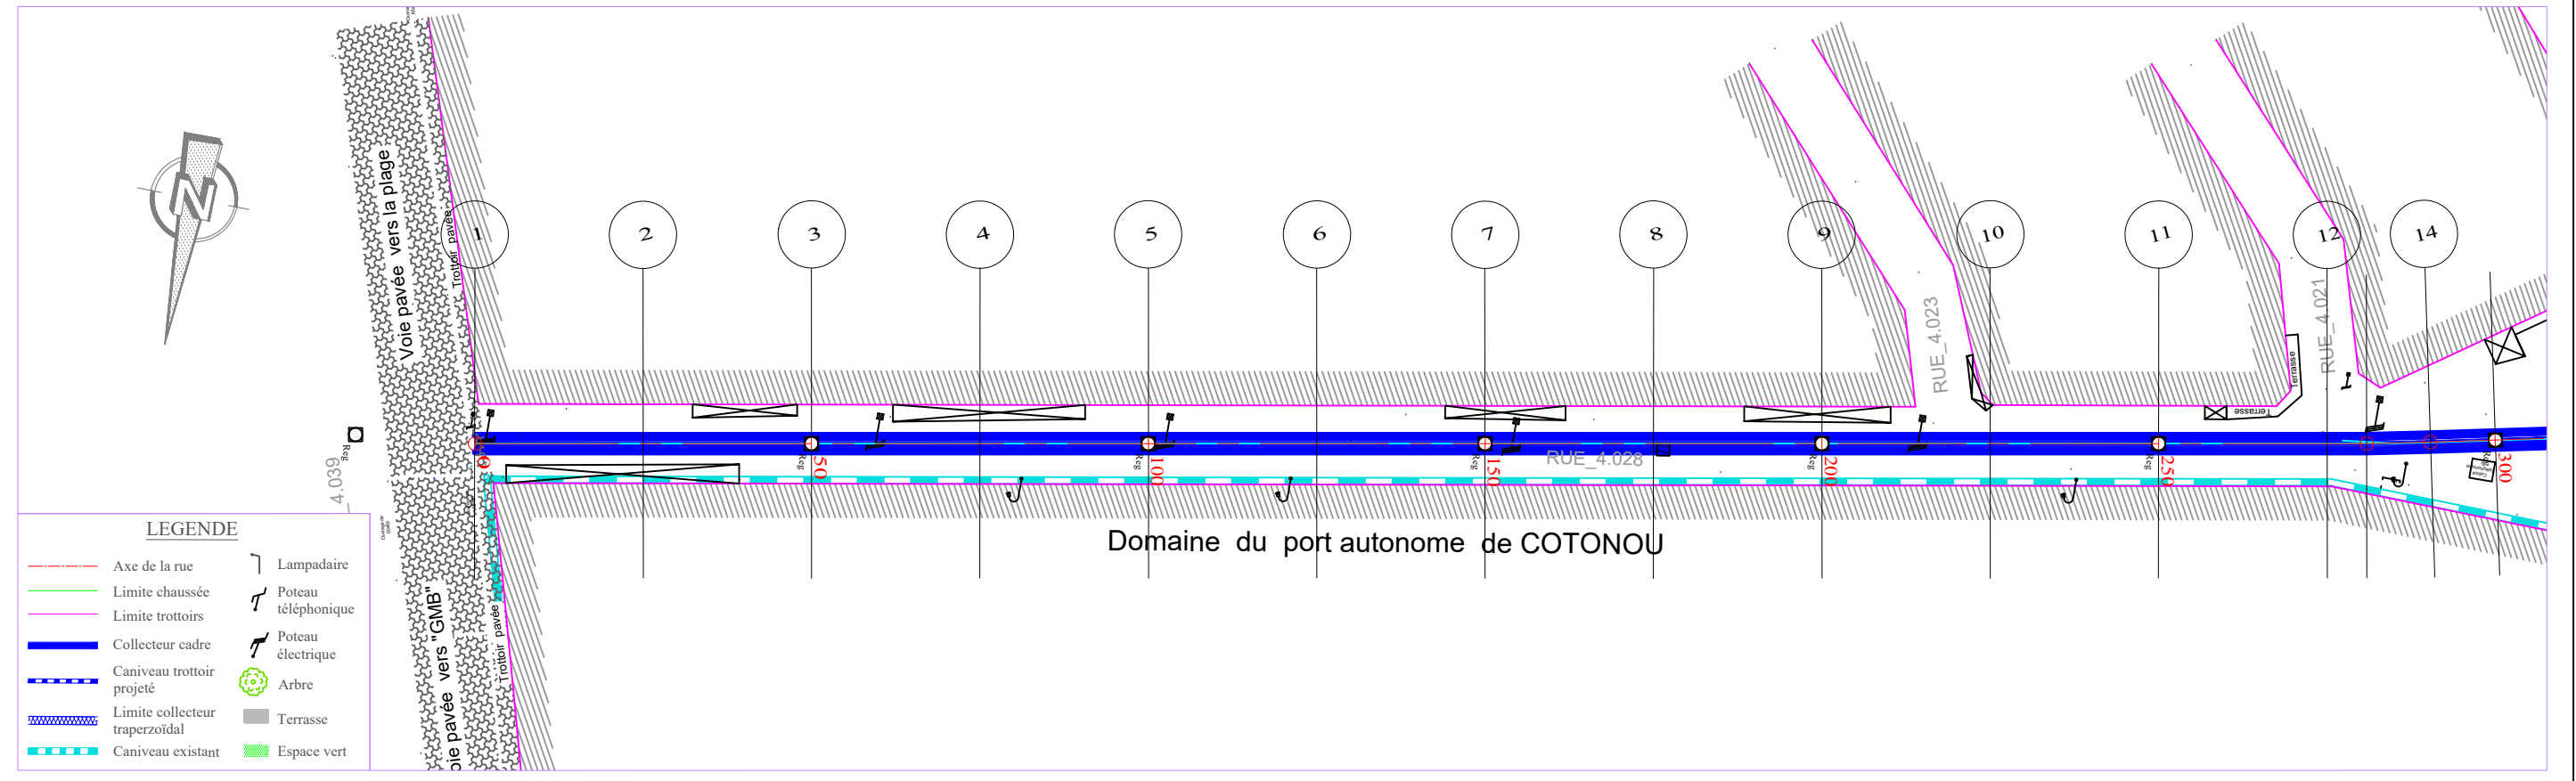 N
Voie pavée vers la plage
Trottoir pavée
1
2
3
4
5
6
7
8
9
10
11
12
14
RUE_4.023
RUE_4.021
Terrasse
Terrasse
4.039
Reg
0
Reg
50
Reg
100
Reg
150
RUE_4.028
Reg
200
Reg
250
Reg
300
Domaine du port autonome de COTONOU
oie pavée vers "GMB"
Trottoir pavée
LEGENDE
Axe de la rue
Limite chaussée
Limite trottoirs
Collecteur cadre
Caniveau trottoir
projeté
Limite collecteur
traperzoïdal
Caniveau existant
Lampadaire
Poteau
téléphonique
Poteau
électrique
Arbre
Terrasse
Espace vert